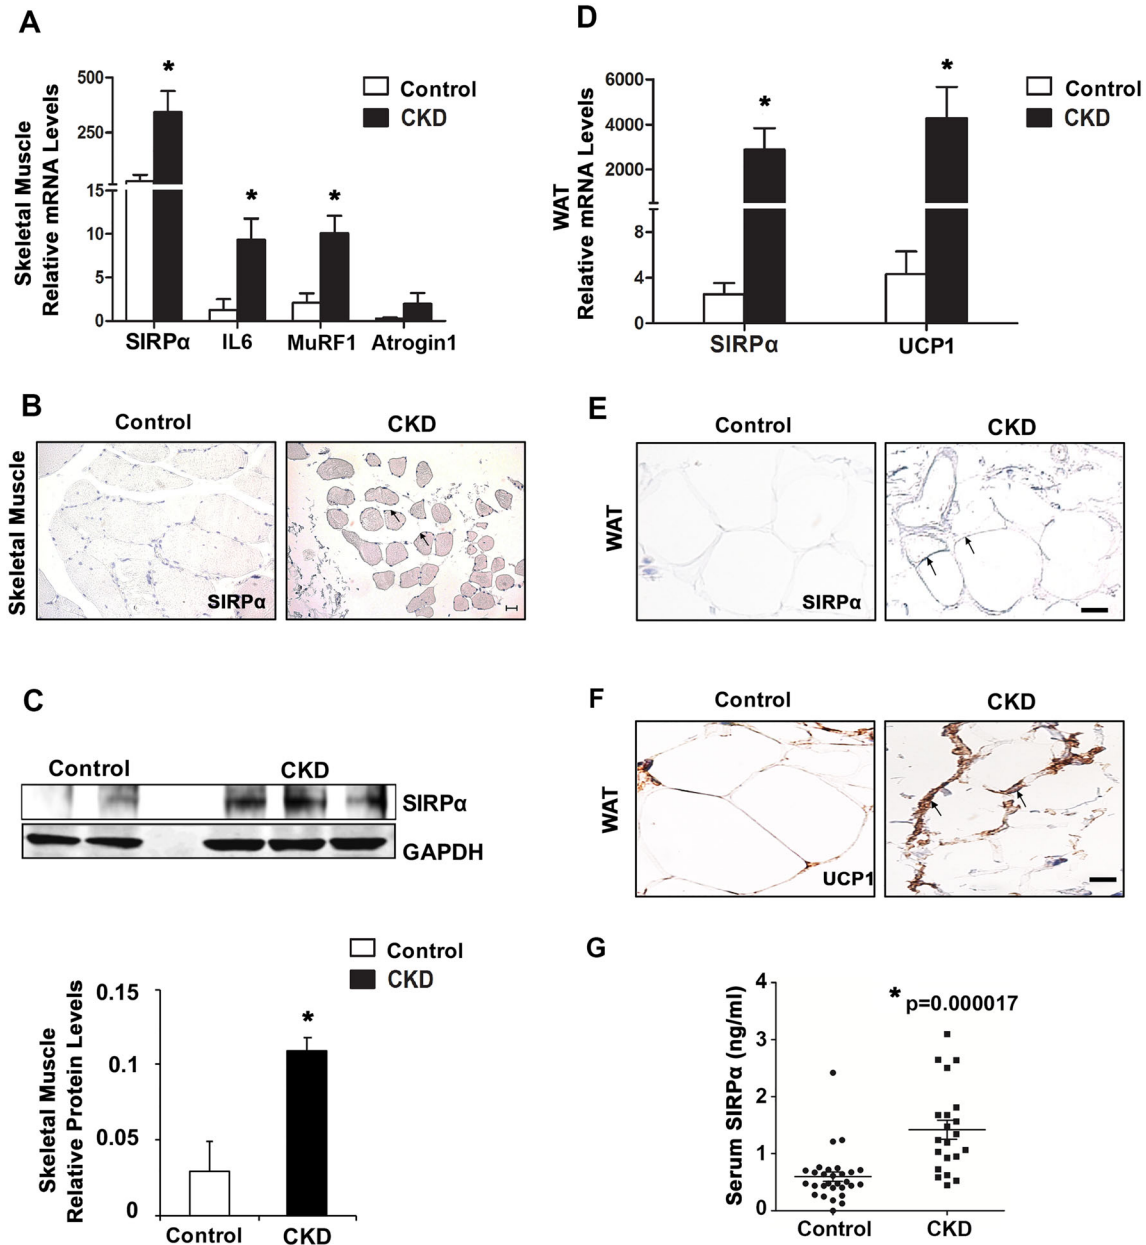 A
Skeletal Muscle
Relative mRNA Levels
500
250
15
10
5
0
*
*
*
Control
CKD
SIRPα IL6 MuRF1 Atrogin1
D
WAT
Relative mRNA Levels
6000
4000
2000
8
4
0
*
*
Control
CKD
SIRPα UCP1
B
Control CKD
Skeletal Muscle
SIRPα
E
Control CKD
WAT
SIRPα
C
Control CKD
SIRPα
GAPDH
Control
CKD
Skeletal Muscle
Relative Protein Levels
0.15
0.1
0.05
0
*
Control CKD
F
Control CKD
WAT
UCP1
G
Serum SIRPα (ng/ml)
4
3
2
1
0
* p=0.000017
Control CKD